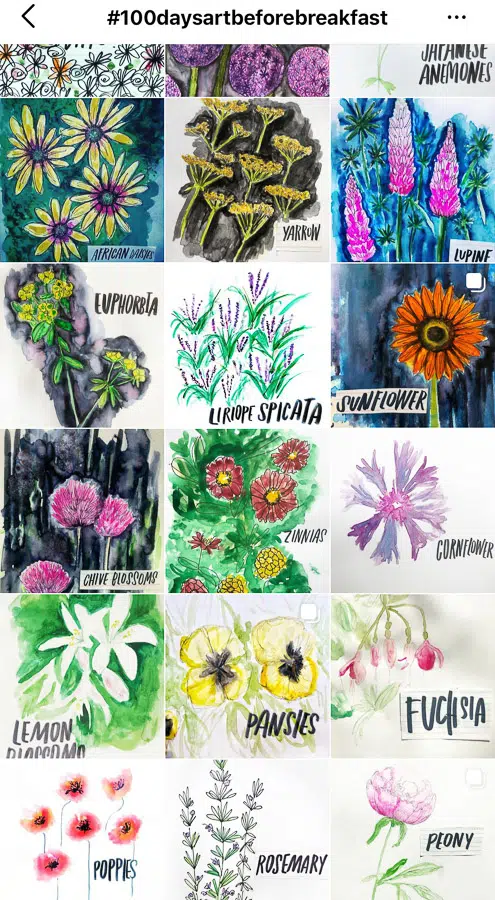 #100daysartbeforebreakfast
JAPANESE
ANEMONES
AFRICAN DAISIES
YARROW
LUPINE
EUPHORBIA
LIRIOPE SPICATA
SUNFLOWER
CHIVE BLOSSOMS
ZINNIAS
CORNFLOWER
LEMON
BLOSSOMS
PANSIES
FUCHSIA
POPPIES
ROSEMARY
PEONY